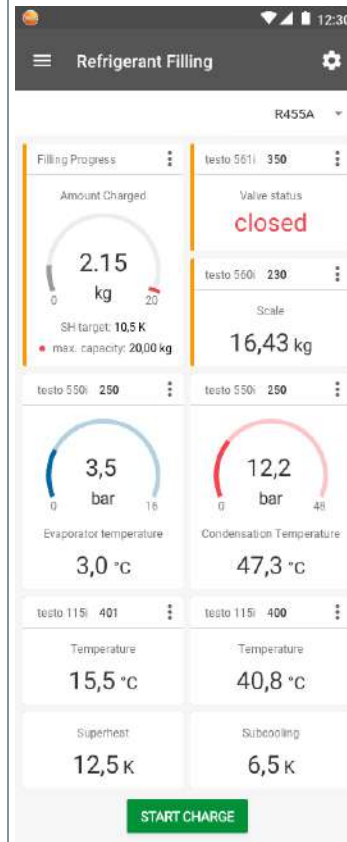 12:30
Refrigerant Filling
R455A
Filling Progress
Amount Charged
2.15
kg
0 20
SH target: 10,5 K
max. capacity: 20,00 kg
testo 561i 350
Valve status
closed
testo 560i 230
Scale
16,43 kg
testo 550i 250
3,5
bar
0 16
Evaporator temperature
3,0 °C
testo 550i 250
12,2
bar
0 48
Condensation Temperature
47,3 °C
testo 115i 401
Temperature
15,5 °C
testo 115i 400
Temperature
40,8 °C
Superheat
12,5 K
Subcooling
6,5 K
START CHARGE